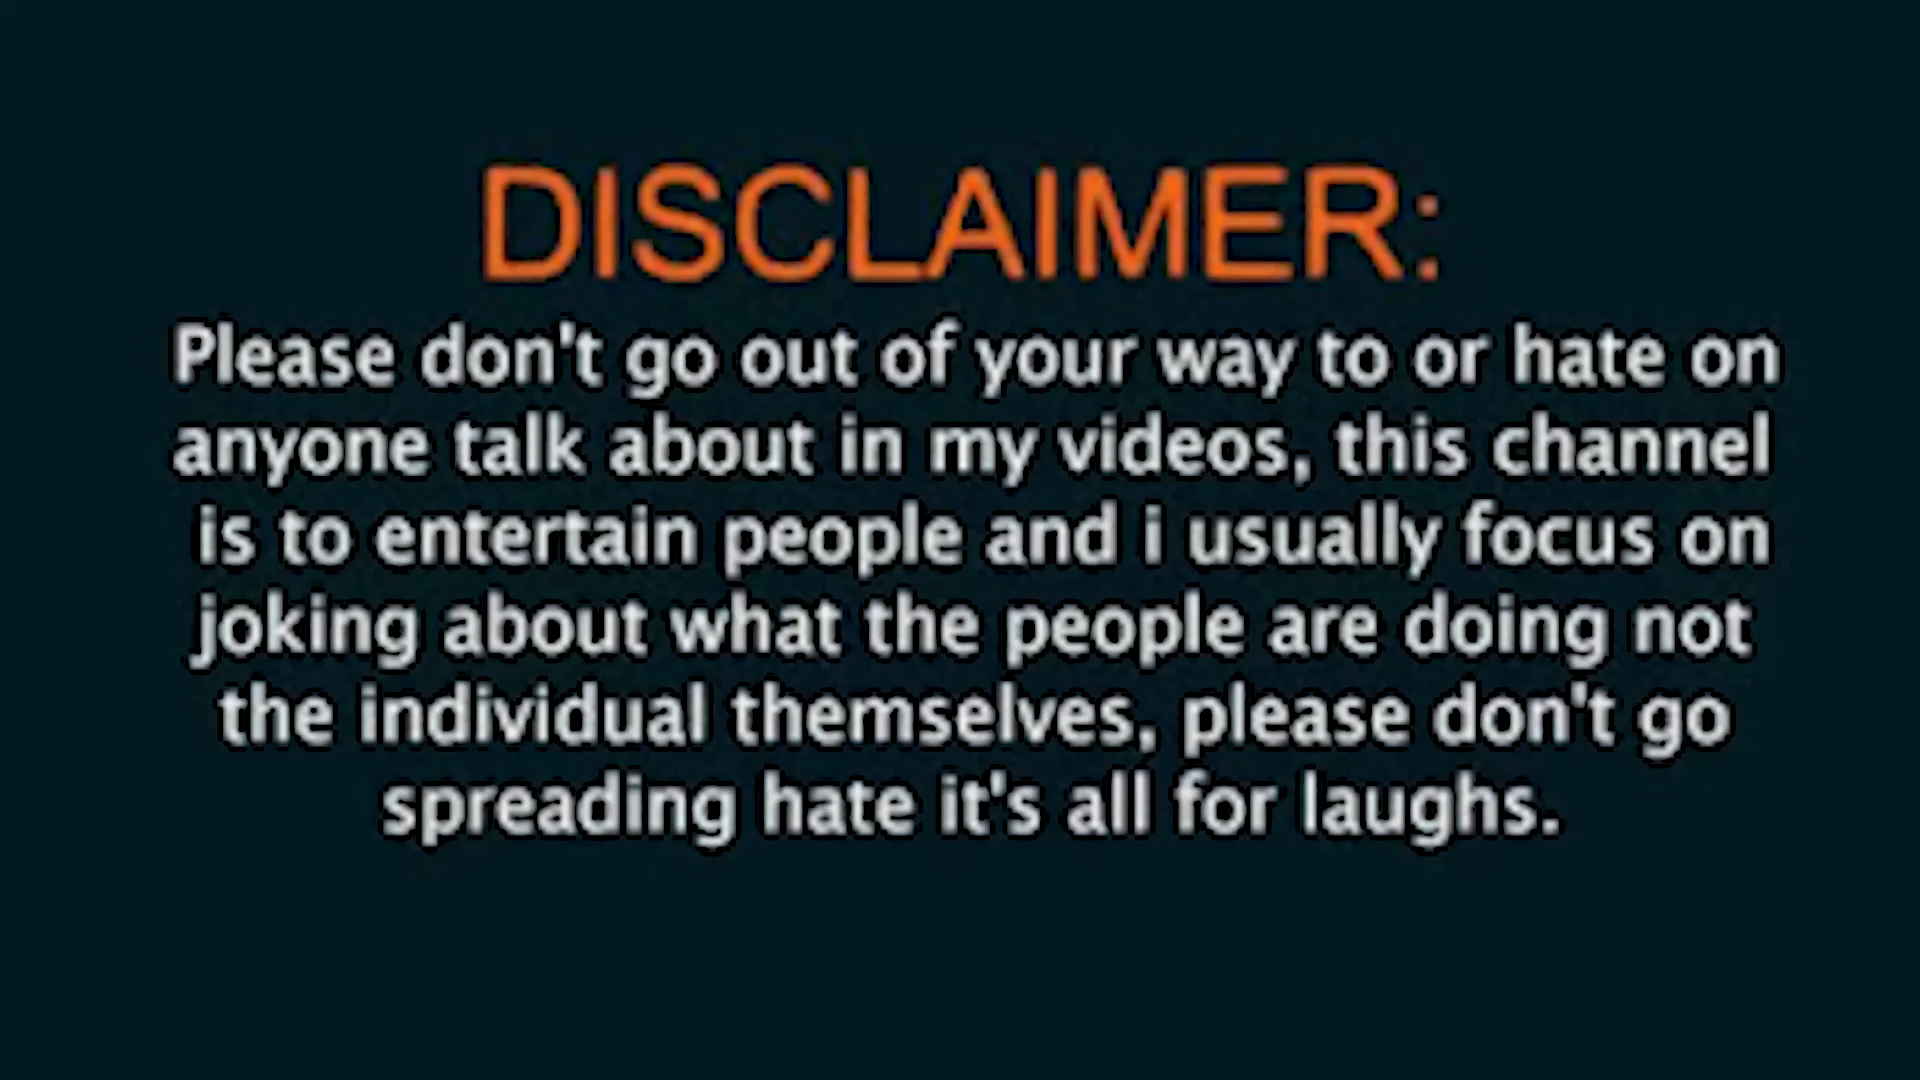 DISCLAIMER:
Please don't go out of your way to or hate on
anyone talk about in my videos, this channel
is to entertain people and i usually focus on
joking about what the people are doing not
the individual themselves, please don't go
spreading hate it's all for laughs.